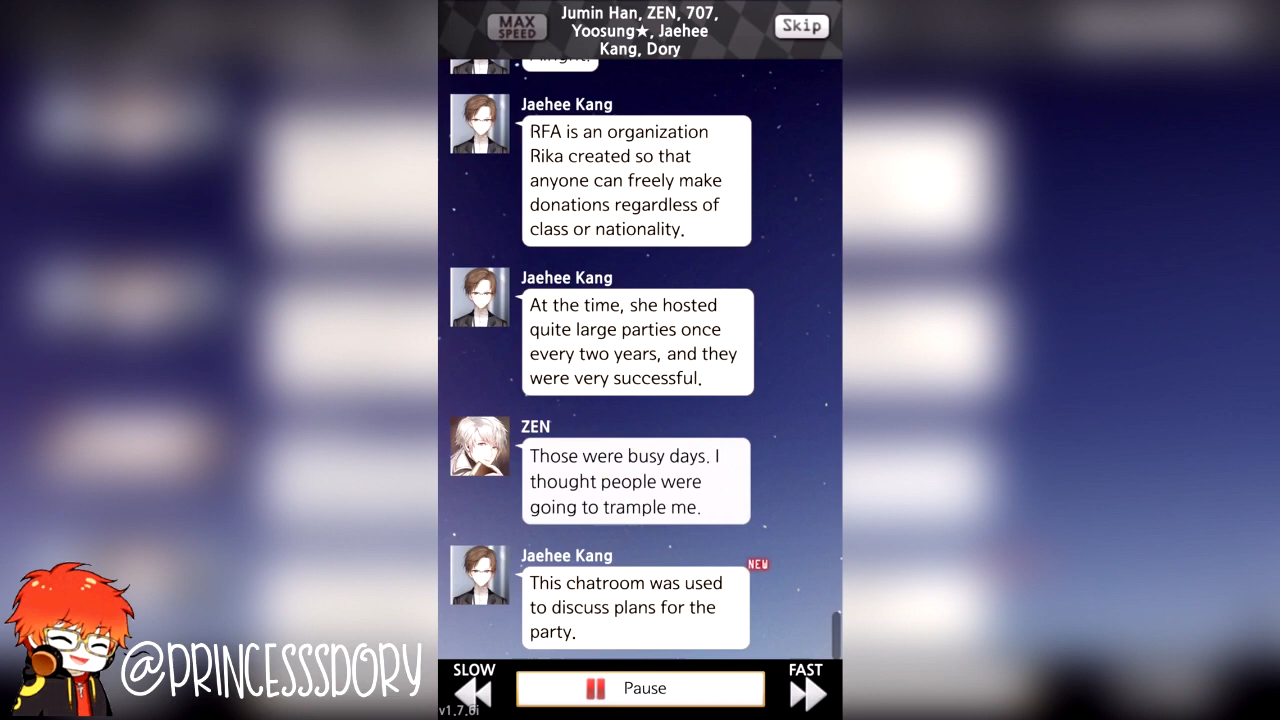 MAX
SPEED
Jumin Han, ZEN, 707,
Yoosung★, Jaehee
Kang, Dory
Skip
Jaehee Kang
RFA is an organization
Rika created so that
anyone can freely make
donations regardless of
class or nationality.
Jaehee Kang
At the time, she hosted
quite large parties once
every two years, and they
were very successful.
ZEN
Those were busy days. I
thought people were
going to trample me.
Jaehee Kang
NEW
This chatroom was used
to discuss plans for the
party.
SLOW
Pause
FAST
@PRINCESSSDORY